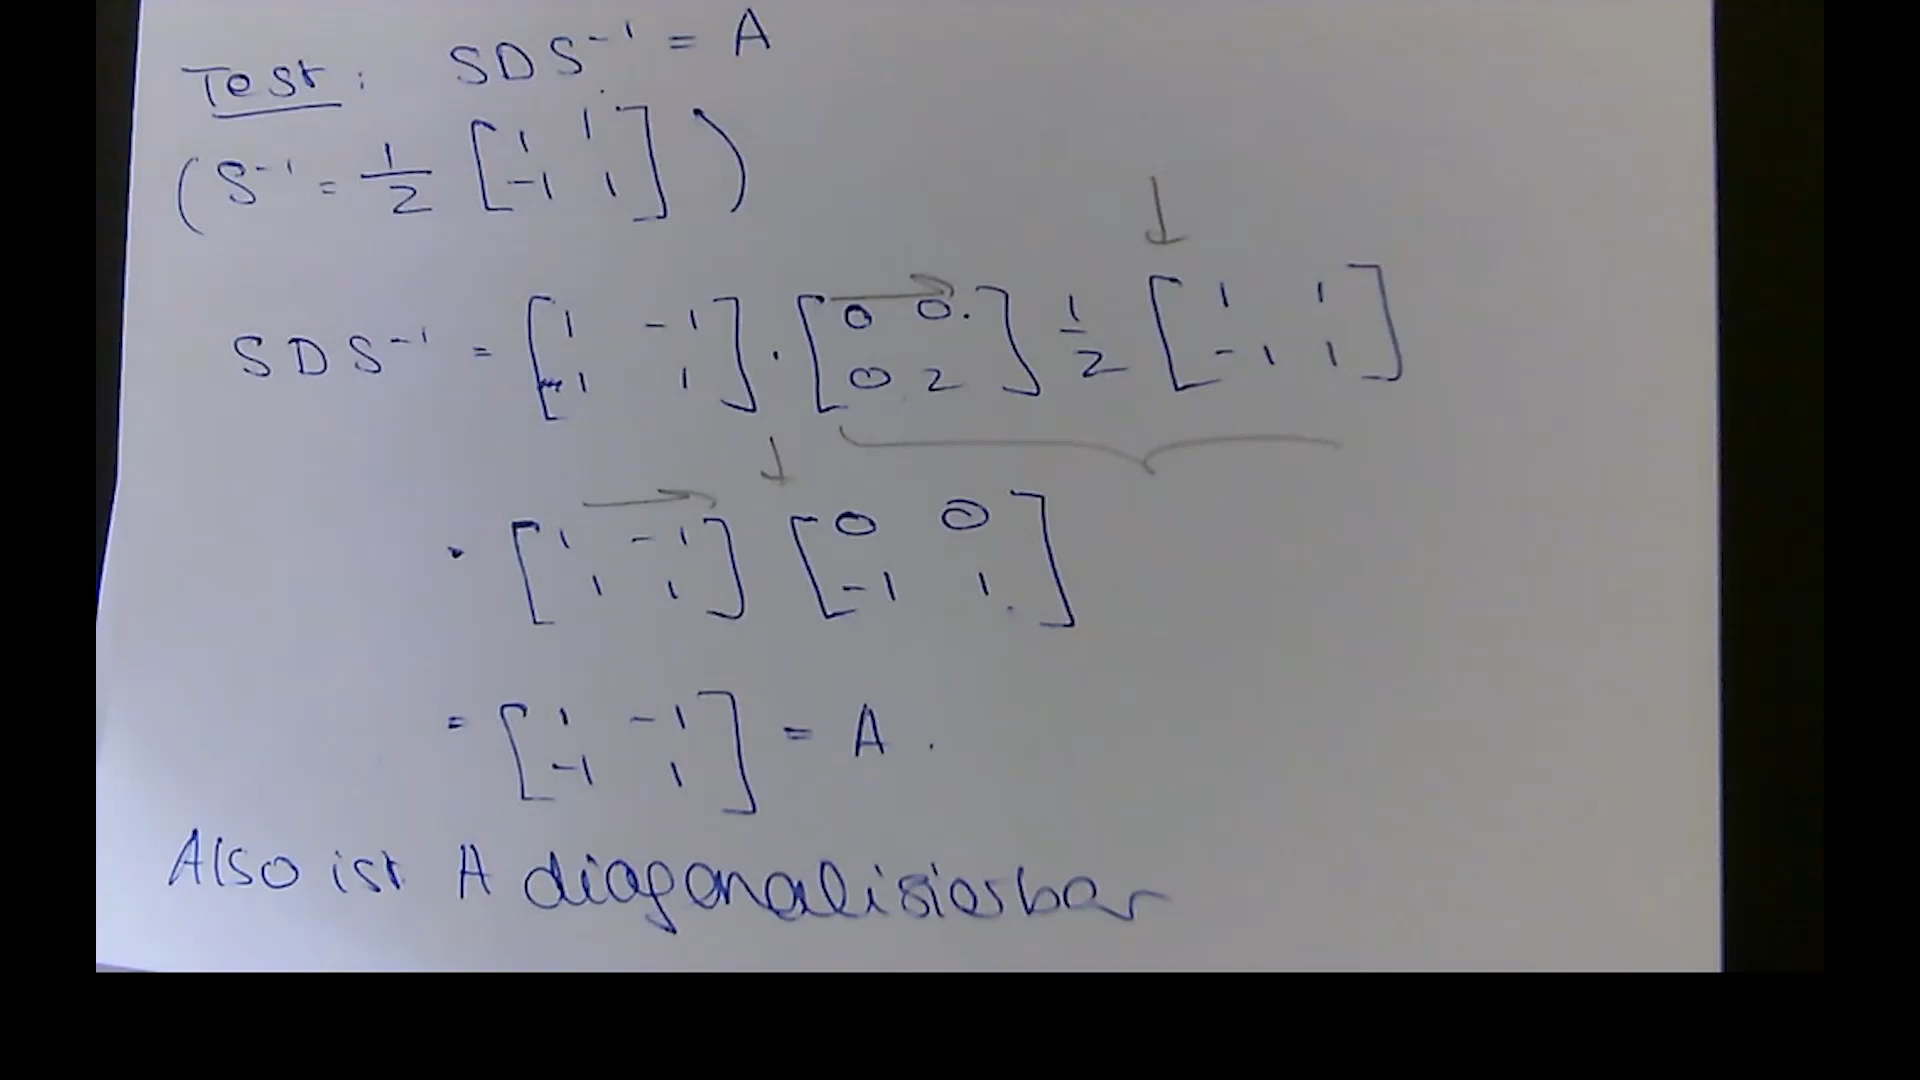 Test: SDS⁻¹ = A
(S⁻¹ = 1/2 [1 1; -1 1])
SDS⁻¹ = [1 -1; 1 1] · [0 0; 0 2] 1/2 [1 1; -1 1]
· [1 -1; 1 1] [0 0; -1 1]
= [1 -1; -1 1] = A.
Also ist A diagonalisierbar